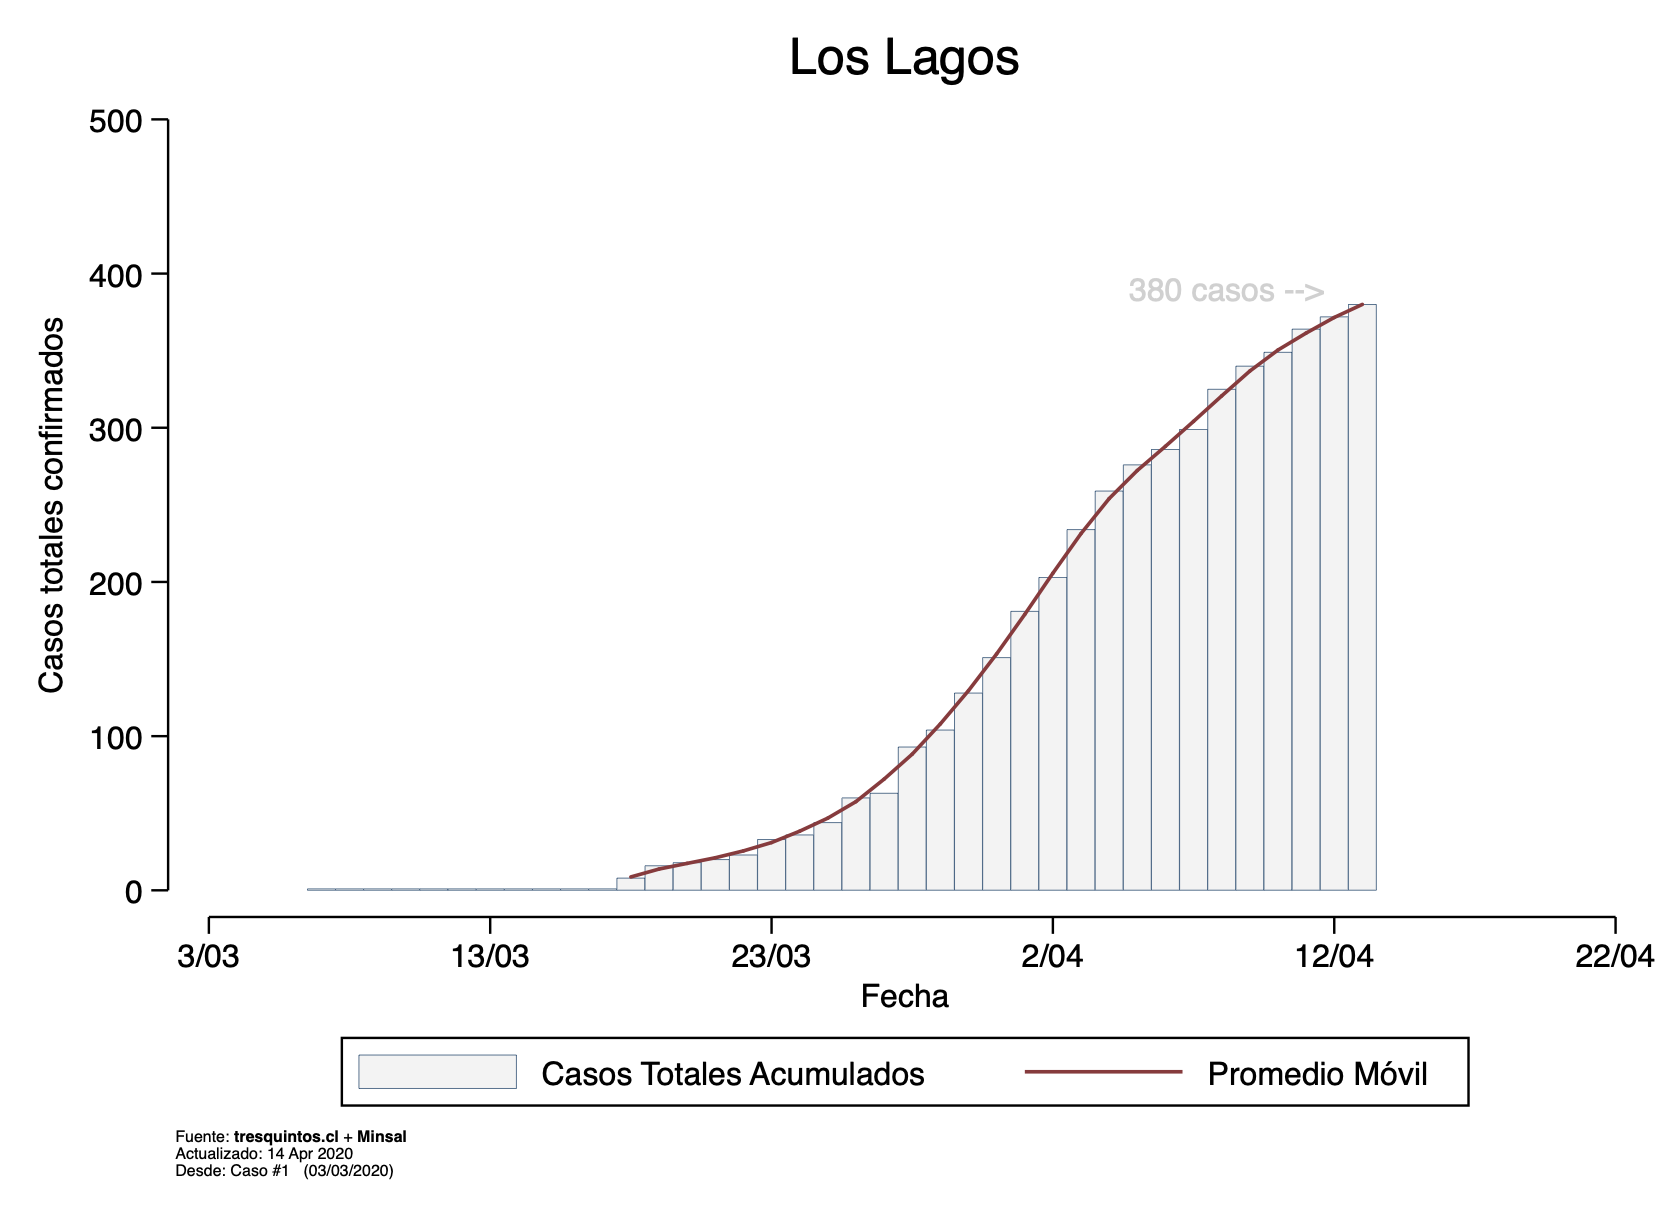 Los Lagos
500
400
300
200
100
0
Casos totales confirmados
380 casos -->
3/03 13/03 23/03 2/04 12/04 22/04
Fecha
Casos Totales Acumulados Promedio Móvil
Fuente: tresquintos.cl + Minsal
Actualizado: 14 Apr 2020
Desde: Caso #1 (03/03/2020)